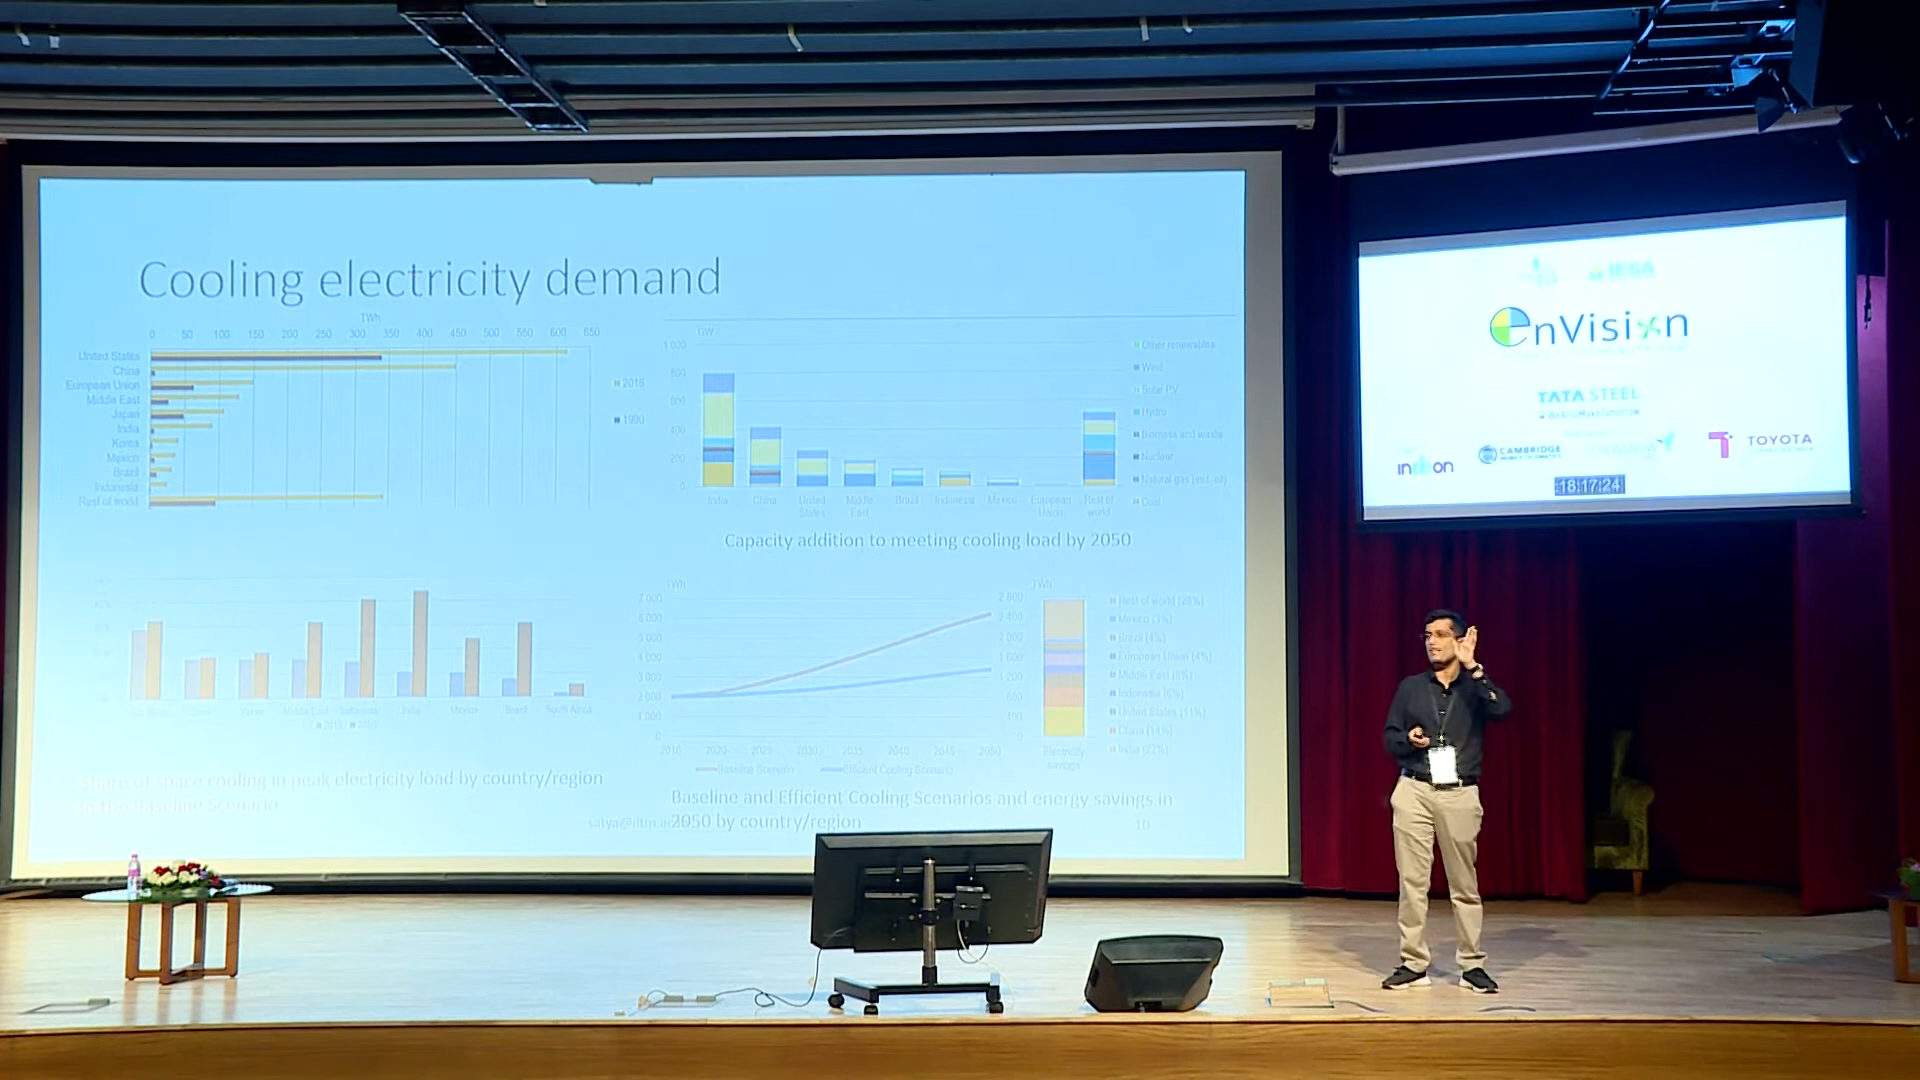 Cooling electricity demand
TWh
0 50 100 150 200 250 300 350 400 450 500 550 600 650
United States
China
European Union
Middle East
Japan
India
Korea
Mexico
Brazil
Indonesia
Rest of world
2016
1990
GW
1 000
800
600
400
200
0
India China United States Middle East Brazil Indonesia Mexico European Union Rest of world
Other renewables
Wind
Solar PV
Hydro
Biomass and waste
Nuclear
Natural gas (incl. oil)
Coal
Capacity addition to meeting cooling load by 2050
Middle East Indonesia India Mexico Brazil South Africa
2016 2050
Share of space cooling in peak electricity load by country/region
in the Baseline Scenario
TWh
7 000
6 000
5 000
4 000
3 000
2 000
1 000
0
2016 2020 2025 2030 2035 2040 2045 2050
Baseline Scenario Efficient Cooling Scenario
TWh
2 800
2 400
2 000
1 600
1 200
800
400
0
Electricity
savings
Rest of world (28%)
Mexico (3%)
Brazil (4%)
European Union (4%)
Middle East (8%)
Indonesia (6%)
United States (11%)
China (14%)
India (22%)
Baseline and Efficient Cooling Scenarios and energy savings in
2050 by country/region
10
IESA
enVision
TATA STEEL
#WeAlsoMakeTomorrow
CAMBRIDGE
MOBILE TELEMATICS
TOYOTA
18:17:24